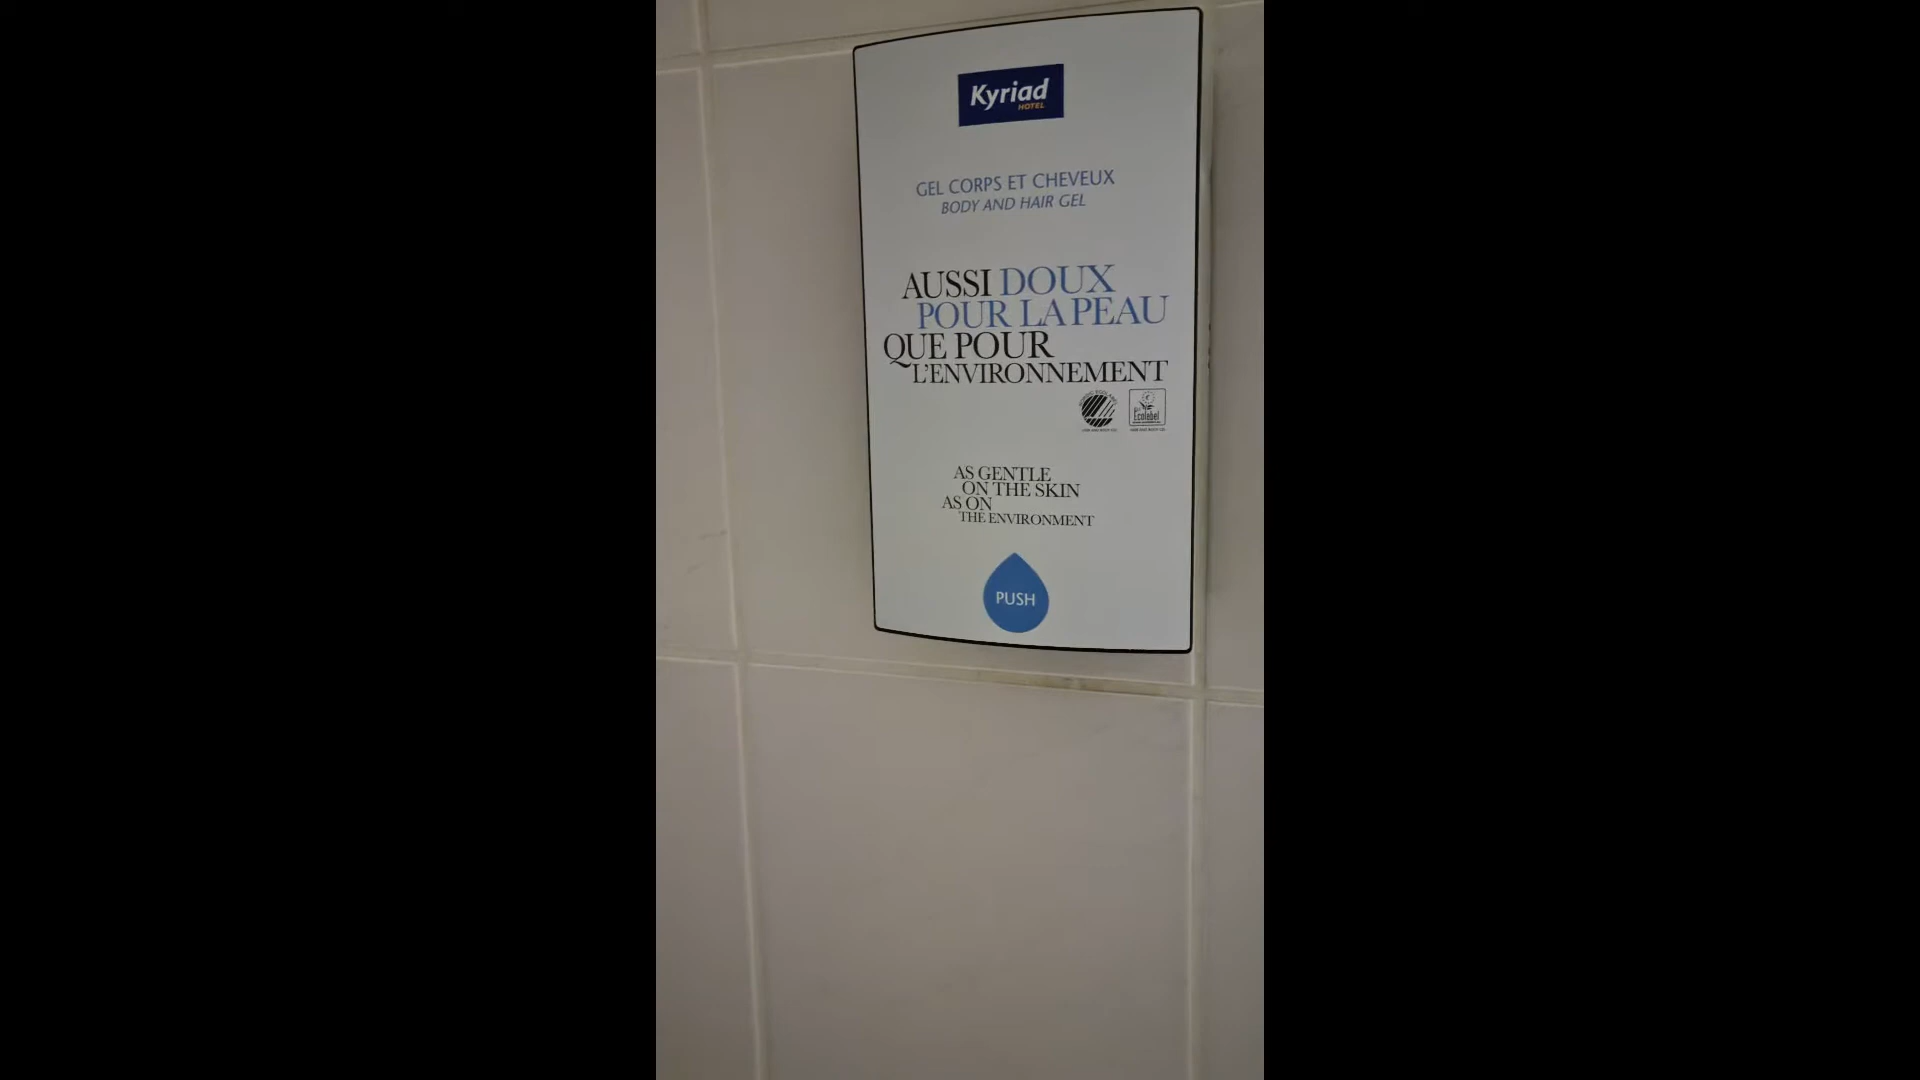 Kyriad
HOTEL
GEL CORPS ET CHEVEUX
BODY AND HAIR GEL
AUSSI DOUX
POUR LA PEAU
QUE POUR
L'ENVIRONNEMENT
Ecolabel
AS GENTLE
ON THE SKIN
AS ON
THE ENVIRONMENT
PUSH